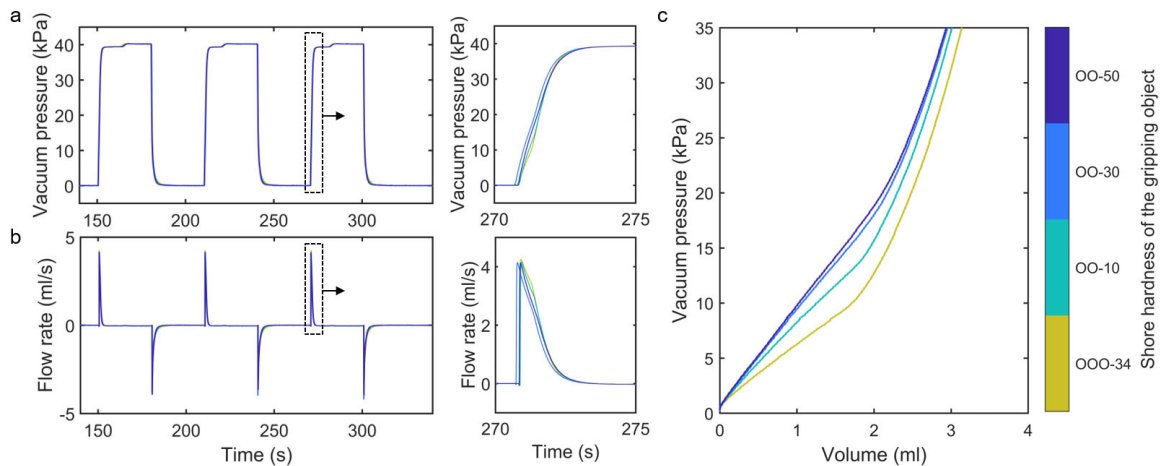 a
Vacuum pressure (kPa)
40
30
20
10
0
150
200
250
300
Vacuum pressure (kPa)
40
30
20
10
0
270
275
b
Flow rate (ml/s)
5
0
-5
150
200
250
300
Time (s)
Flow rate (ml/s)
4
2
0
270
275
Time (s)
c
Vacuum pressure (kPa)
35
30
25
20
15
10
5
0
0
1
2
3
4
Volume (ml)
OO-50
OO-30
OO-10
OOO-34
Shore hardness of the gripping object